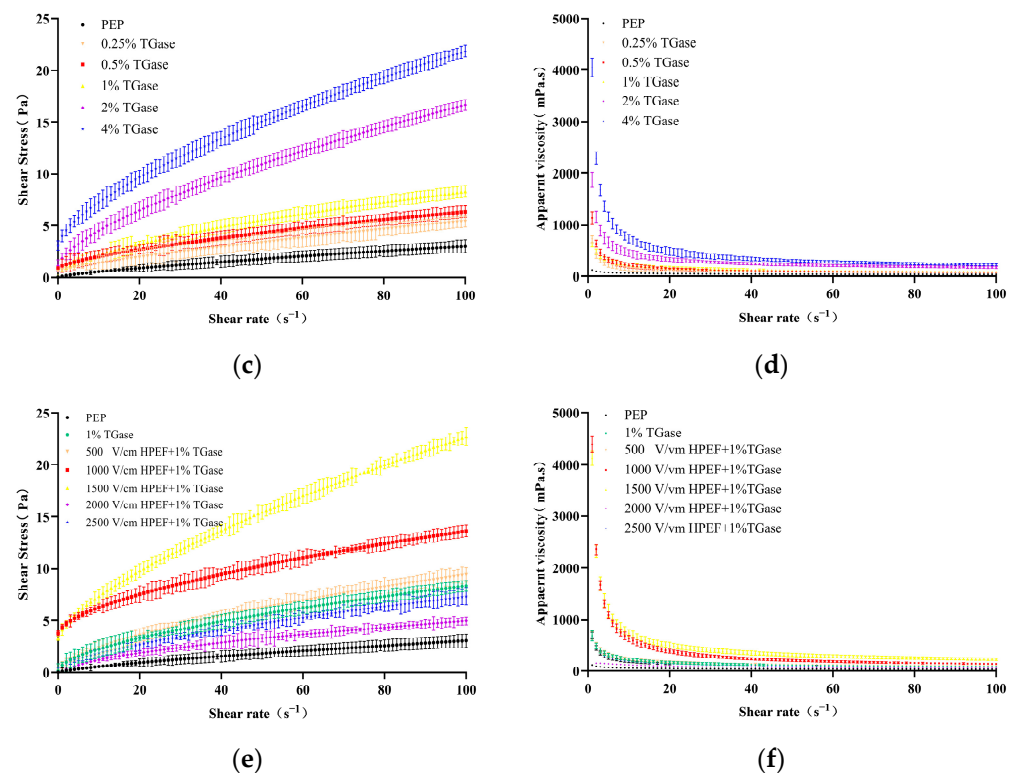 25
20
15
10
5
0
Shear Stress( Pa)
PEP
0.25% TGase
0.5% TGase
1% TGase
2% TGase
4% TGase
0 20 40 60 80 100
Shear rate（s⁻¹）
(c)
5000
4000
3000
2000
1000
0
Appaernt viscosity( mPa.s)
PEP
0.25% TGase
0.5% TGase
1% TGase
2% TGase
4% TGase
0 20 40 60 80 100
Shear rate（s⁻¹）
(d)
25
20
15
10
5
0
Shear Stress( Pa)
PEP
1% TGase
500 V/cm HPEF+1% TGase
1000 V/cm HPEF+1% TGase
1500 V/cm HPEF+1% TGase
2000 V/cm HPEF+1% TGase
2500 V/cm HPEF+1% TGase
0 20 40 60 80 100
Shear rate（s⁻¹）
(e)
5000
4000
3000
2000
1000
0
Appaernt viscosity( mPa.s)
PEP
1% TGase
500 V/vm HPEF+1%TGase
1000 V/vm HPEF+1%TGase
1500 V/vm HPEF+1%TGase
2000 V/vm HPEF+1%TGase
2500 V/vm HPEF+1%TGase
0 20 40 60 80 100
Shear rate（s⁻¹）
(f)